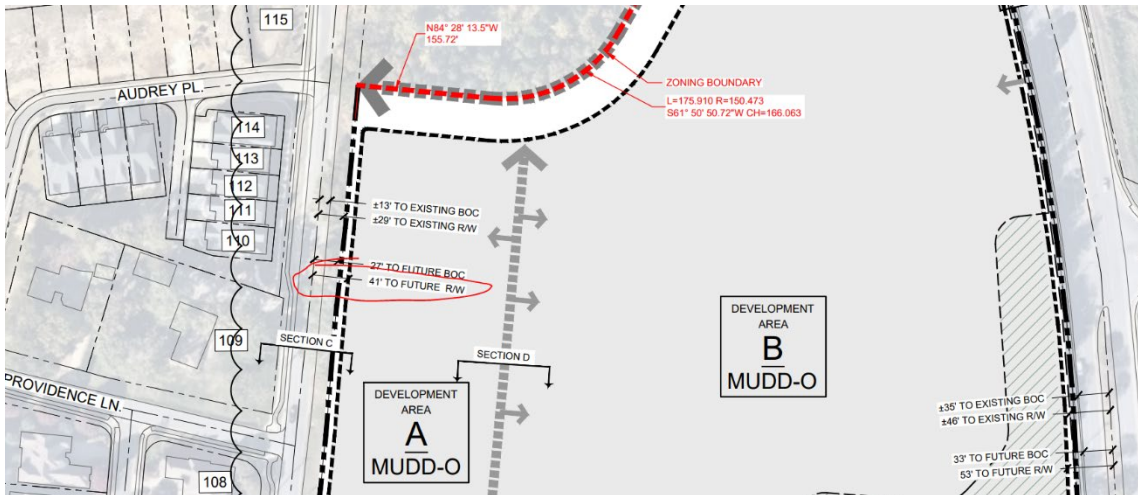 115
N84° 28' 13.5"W
155.72'
AUDREY PL.
ZONING BOUNDARY
L=175.910 R=150.473
S61° 50' 50.72"W CH=166.063
114
113
112
111
110
±13' TO EXISTING BOC
±29' TO EXISTING R/W
27' TO FUTURE BOC
41' TO FUTURE R/W
109
SECTION C
SECTION D
DEVELOPMENT
AREA
B
MUDD-O
PROVIDENCE LN.
DEVELOPMENT
AREA
A
MUDD-O
±35' TO EXISTING BOC
±46' TO EXISTING R/W
33' TO FUTURE BOC
53' TO FUTURE R/W
108